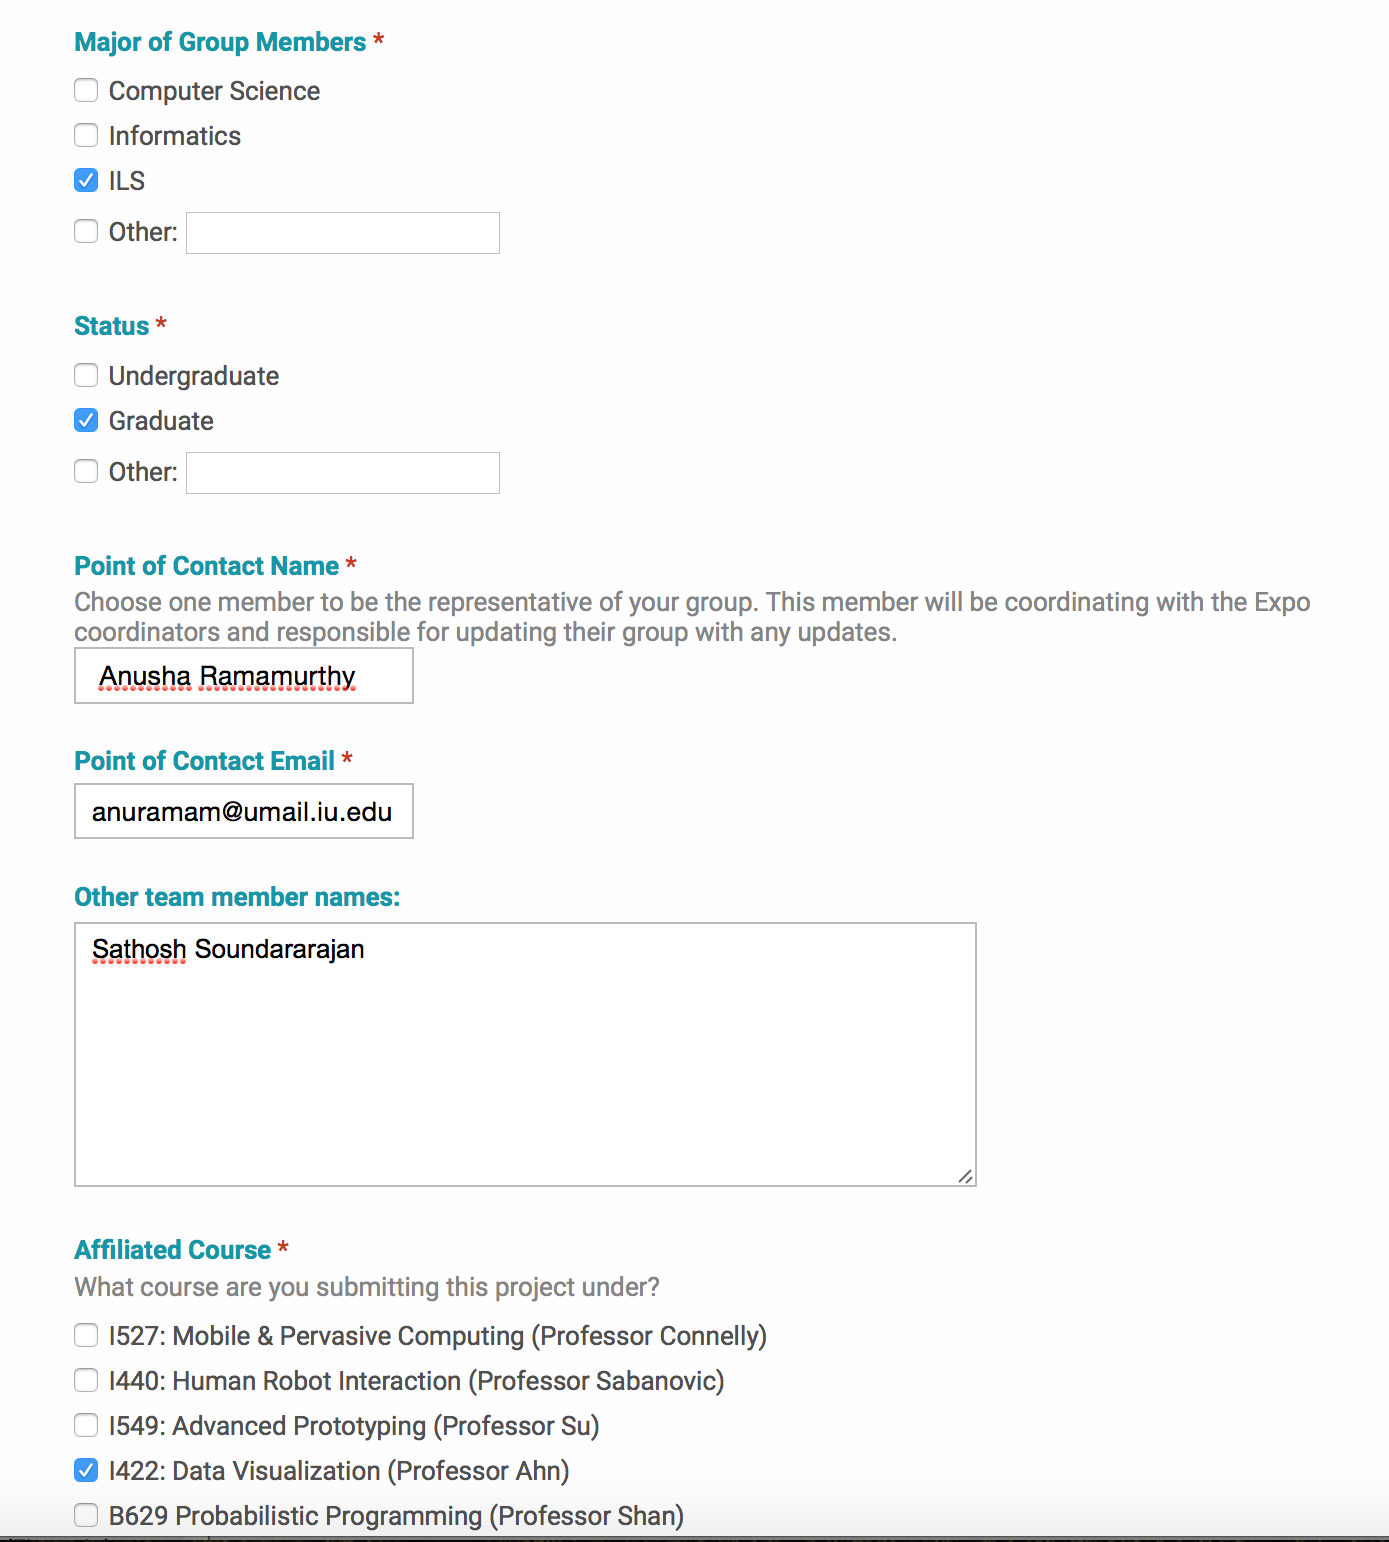 Major of Group Members *
Computer Science
Informatics
ILS
Other:
Status *
Undergraduate
Graduate
Other:
Point of Contact Name *
Choose one member to be the representative of your group. This member will be coordinating with the Expo
coordinators and responsible for updating their group with any updates.
Anusha Ramamurthy
Point of Contact Email *
anuramam@umail.iu.edu
Other team member names:
Sathosh Soundararajan
Affiliated Course *
What course are you submitting this project under?
I527: Mobile & Pervasive Computing (Professor Connelly)
I440: Human Robot Interaction (Professor Sabanovic)
I549: Advanced Prototyping (Professor Su)
I422: Data Visualization (Professor Ahn)
B629 Probabilistic Programming (Professor Shan)